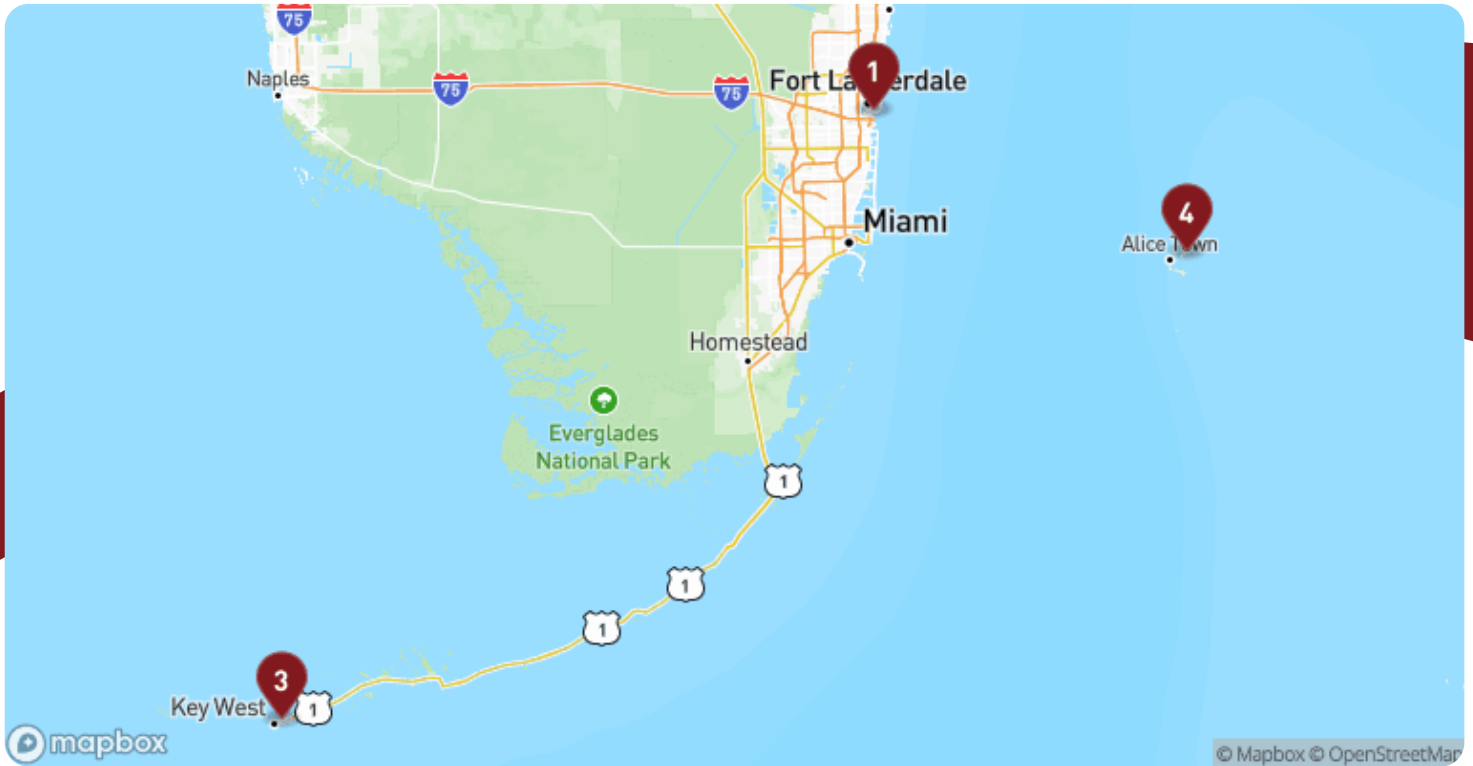 75
1
Naples
75
75
Fort Lauderdale
4
Miami
Alice Town
Homestead
Everglades
National Park
1
1
1
3
Key West
1
mapbox
© Mapbox © OpenStreetMap